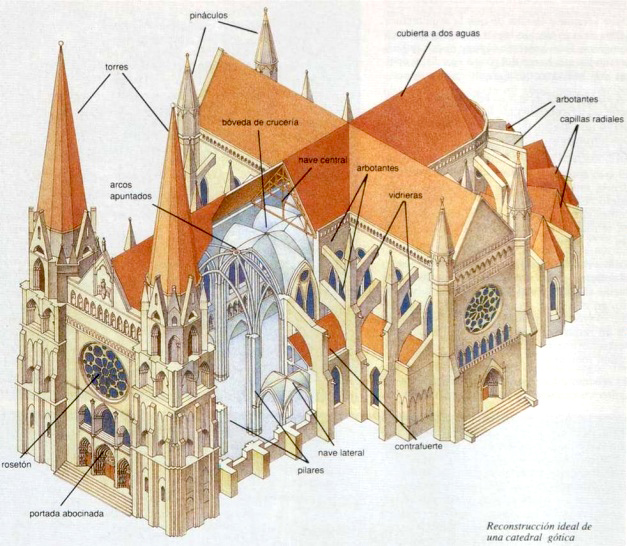 pináculos
cubierta a dos aguas
torres
arbotantes
capillas radiales
bóveda de crucería
nave central
arbotantes
arcos
apuntados
vidrieras
rosetón
nave lateral
contrafuerte
pilares
portada abocinada
Reconstrucción ideal de
una catedral gótica